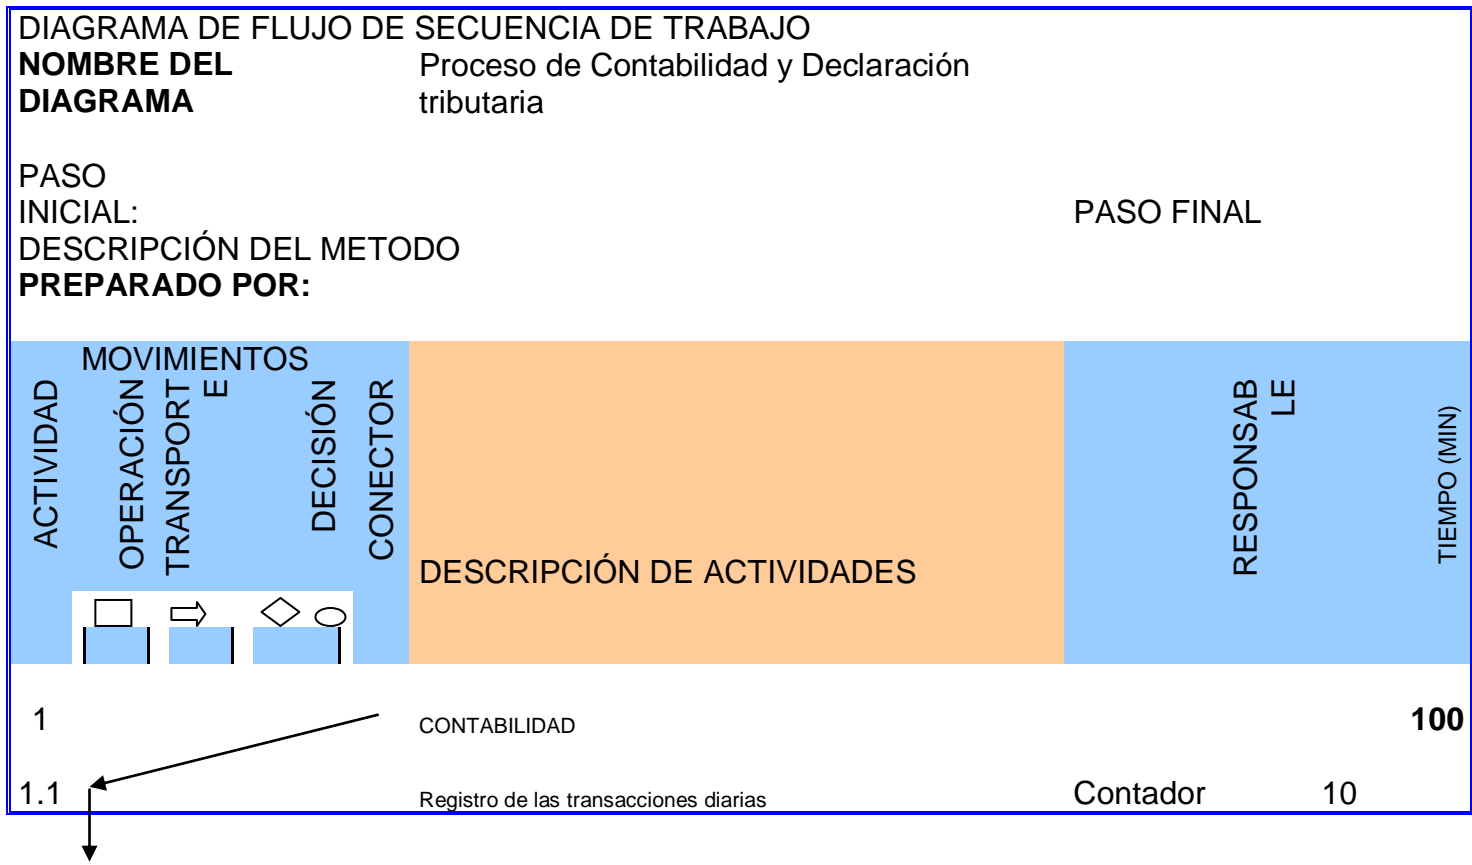 DIAGRAMA DE FLUJO DE SECUENCIA DE TRABAJO
NOMBRE DEL
DIAGRAMA
Proceso de Contabilidad y Declaración
tributaria
PASO
INICIAL:
PASO FINAL
DESCRIPCIÓN DEL METODO
PREPARADO POR:
MOVIMIENTOS
ACTIVIDAD
OPERACIÓN
TRANSPORT
E
DECISIÓN
CONECTOR
DESCRIPCIÓN DE ACTIVIDADES
RESPONSAB
LE
TIEMPO (MIN)
1 CONTABILIDAD 100
1.1 Registro de las transacciones diarias Contador 10